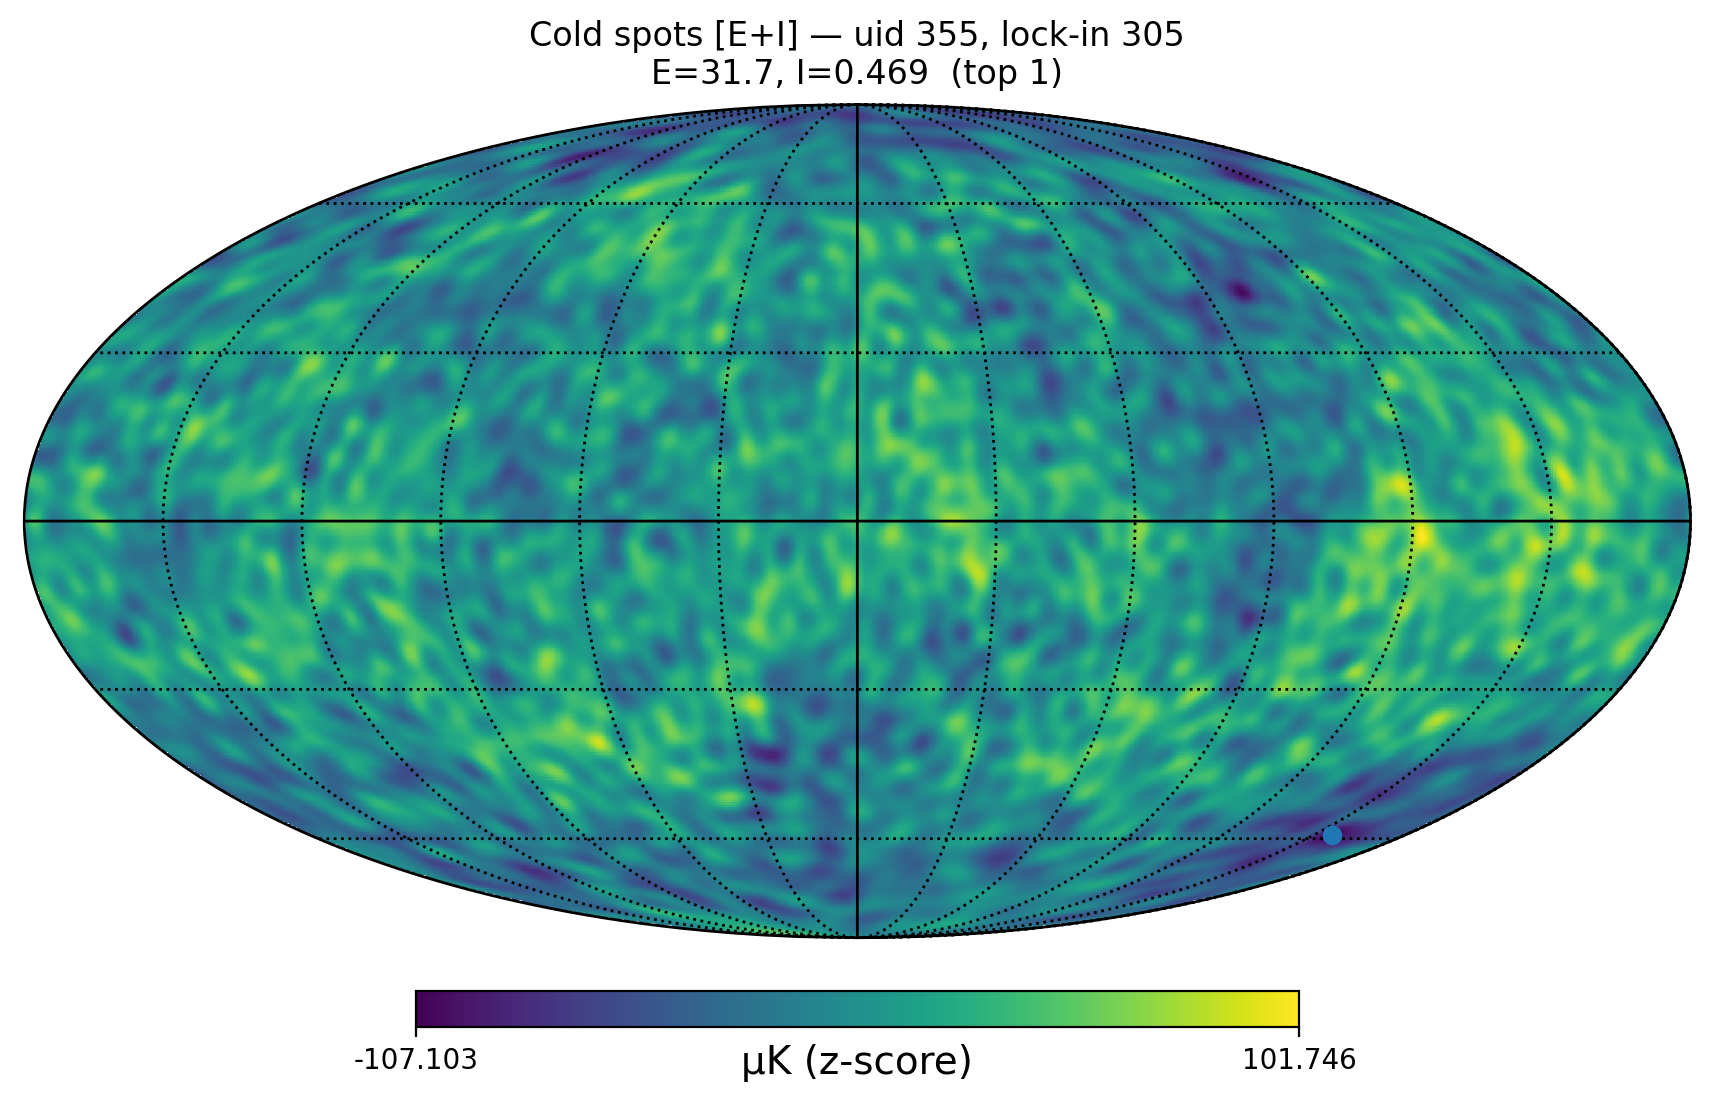 Cold spots [E+I] — uid 355, lock-in 305
E=31.7, I=0.469  (top 1)
-107.103
µK (z-score)
101.746